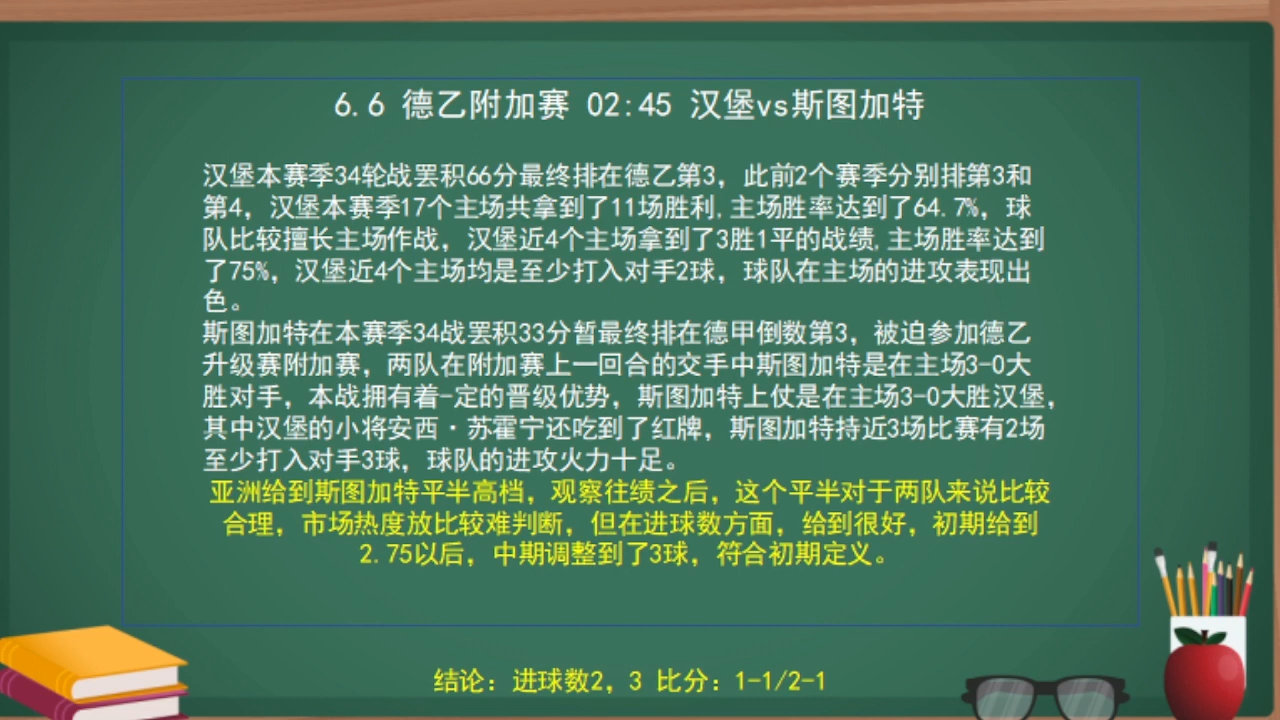 6.6 德乙附加赛 02:45 汉堡vs斯图加特
汉堡本赛季34轮战罢积66分最终排在德乙第3，此前2个赛季分别排第3和
第4，汉堡本赛季17个主场共拿到了11场胜利,主场胜率达到了64.7%，球
队比较擅长主场作战，汉堡近4个主场拿到了3胜1平的战绩,主场胜率达到
了75%，汉堡近4个主场均是至少打入对手2球，球队在主场的进攻表现出
色。
斯图加特在本赛季34战罢积33分暂最终排在德甲倒数第3，被迫参加德乙
升级赛附加赛，两队在附加赛上一回合的交手中斯图加特是在主场3-0大
胜对手，本战拥有着-定的晋级优势，斯图加特上仗是在主场3-0大胜汉堡，
其中汉堡的小将安西·苏霍宁还吃到了红牌，斯图加特持近3场比赛有2场
至少打入对手3球，球队的进攻火力十足。
亚洲给到斯图加特平半高档，观察往绩之后，这个平半对于两队来说比较
合理，市场热度放比较难判断，但在进球数方面，给到很好，初期给到
2.75以后，中期调整到了3球，符合初期定义。
结论：进球数2，3 比分：1-1/2-1